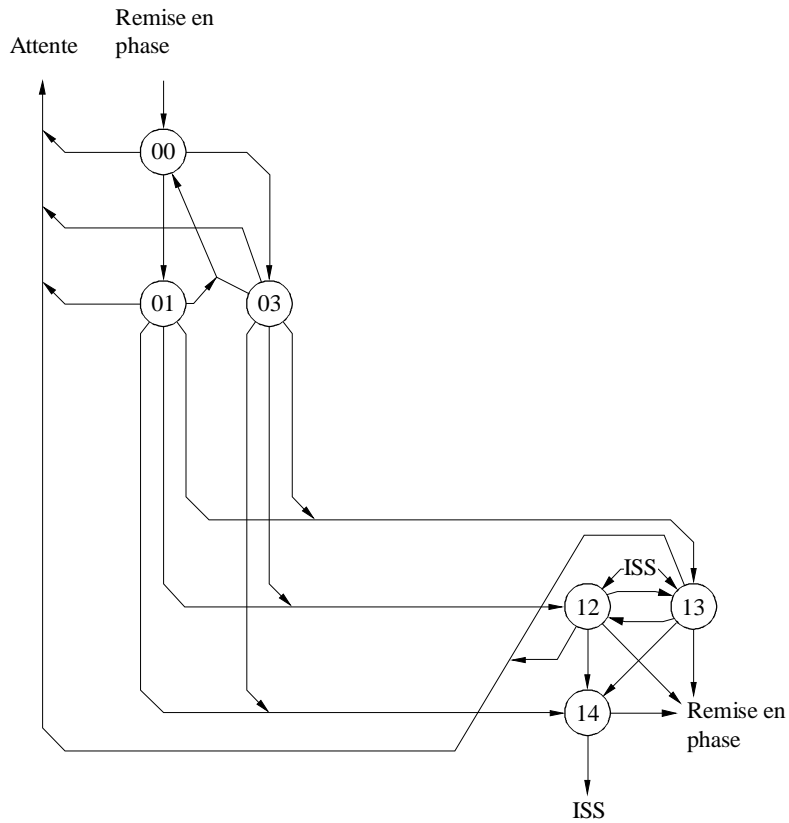 Remise en
phase
Attente
00
01
03
ISS
12
13
14
Remise en
phase
ISS